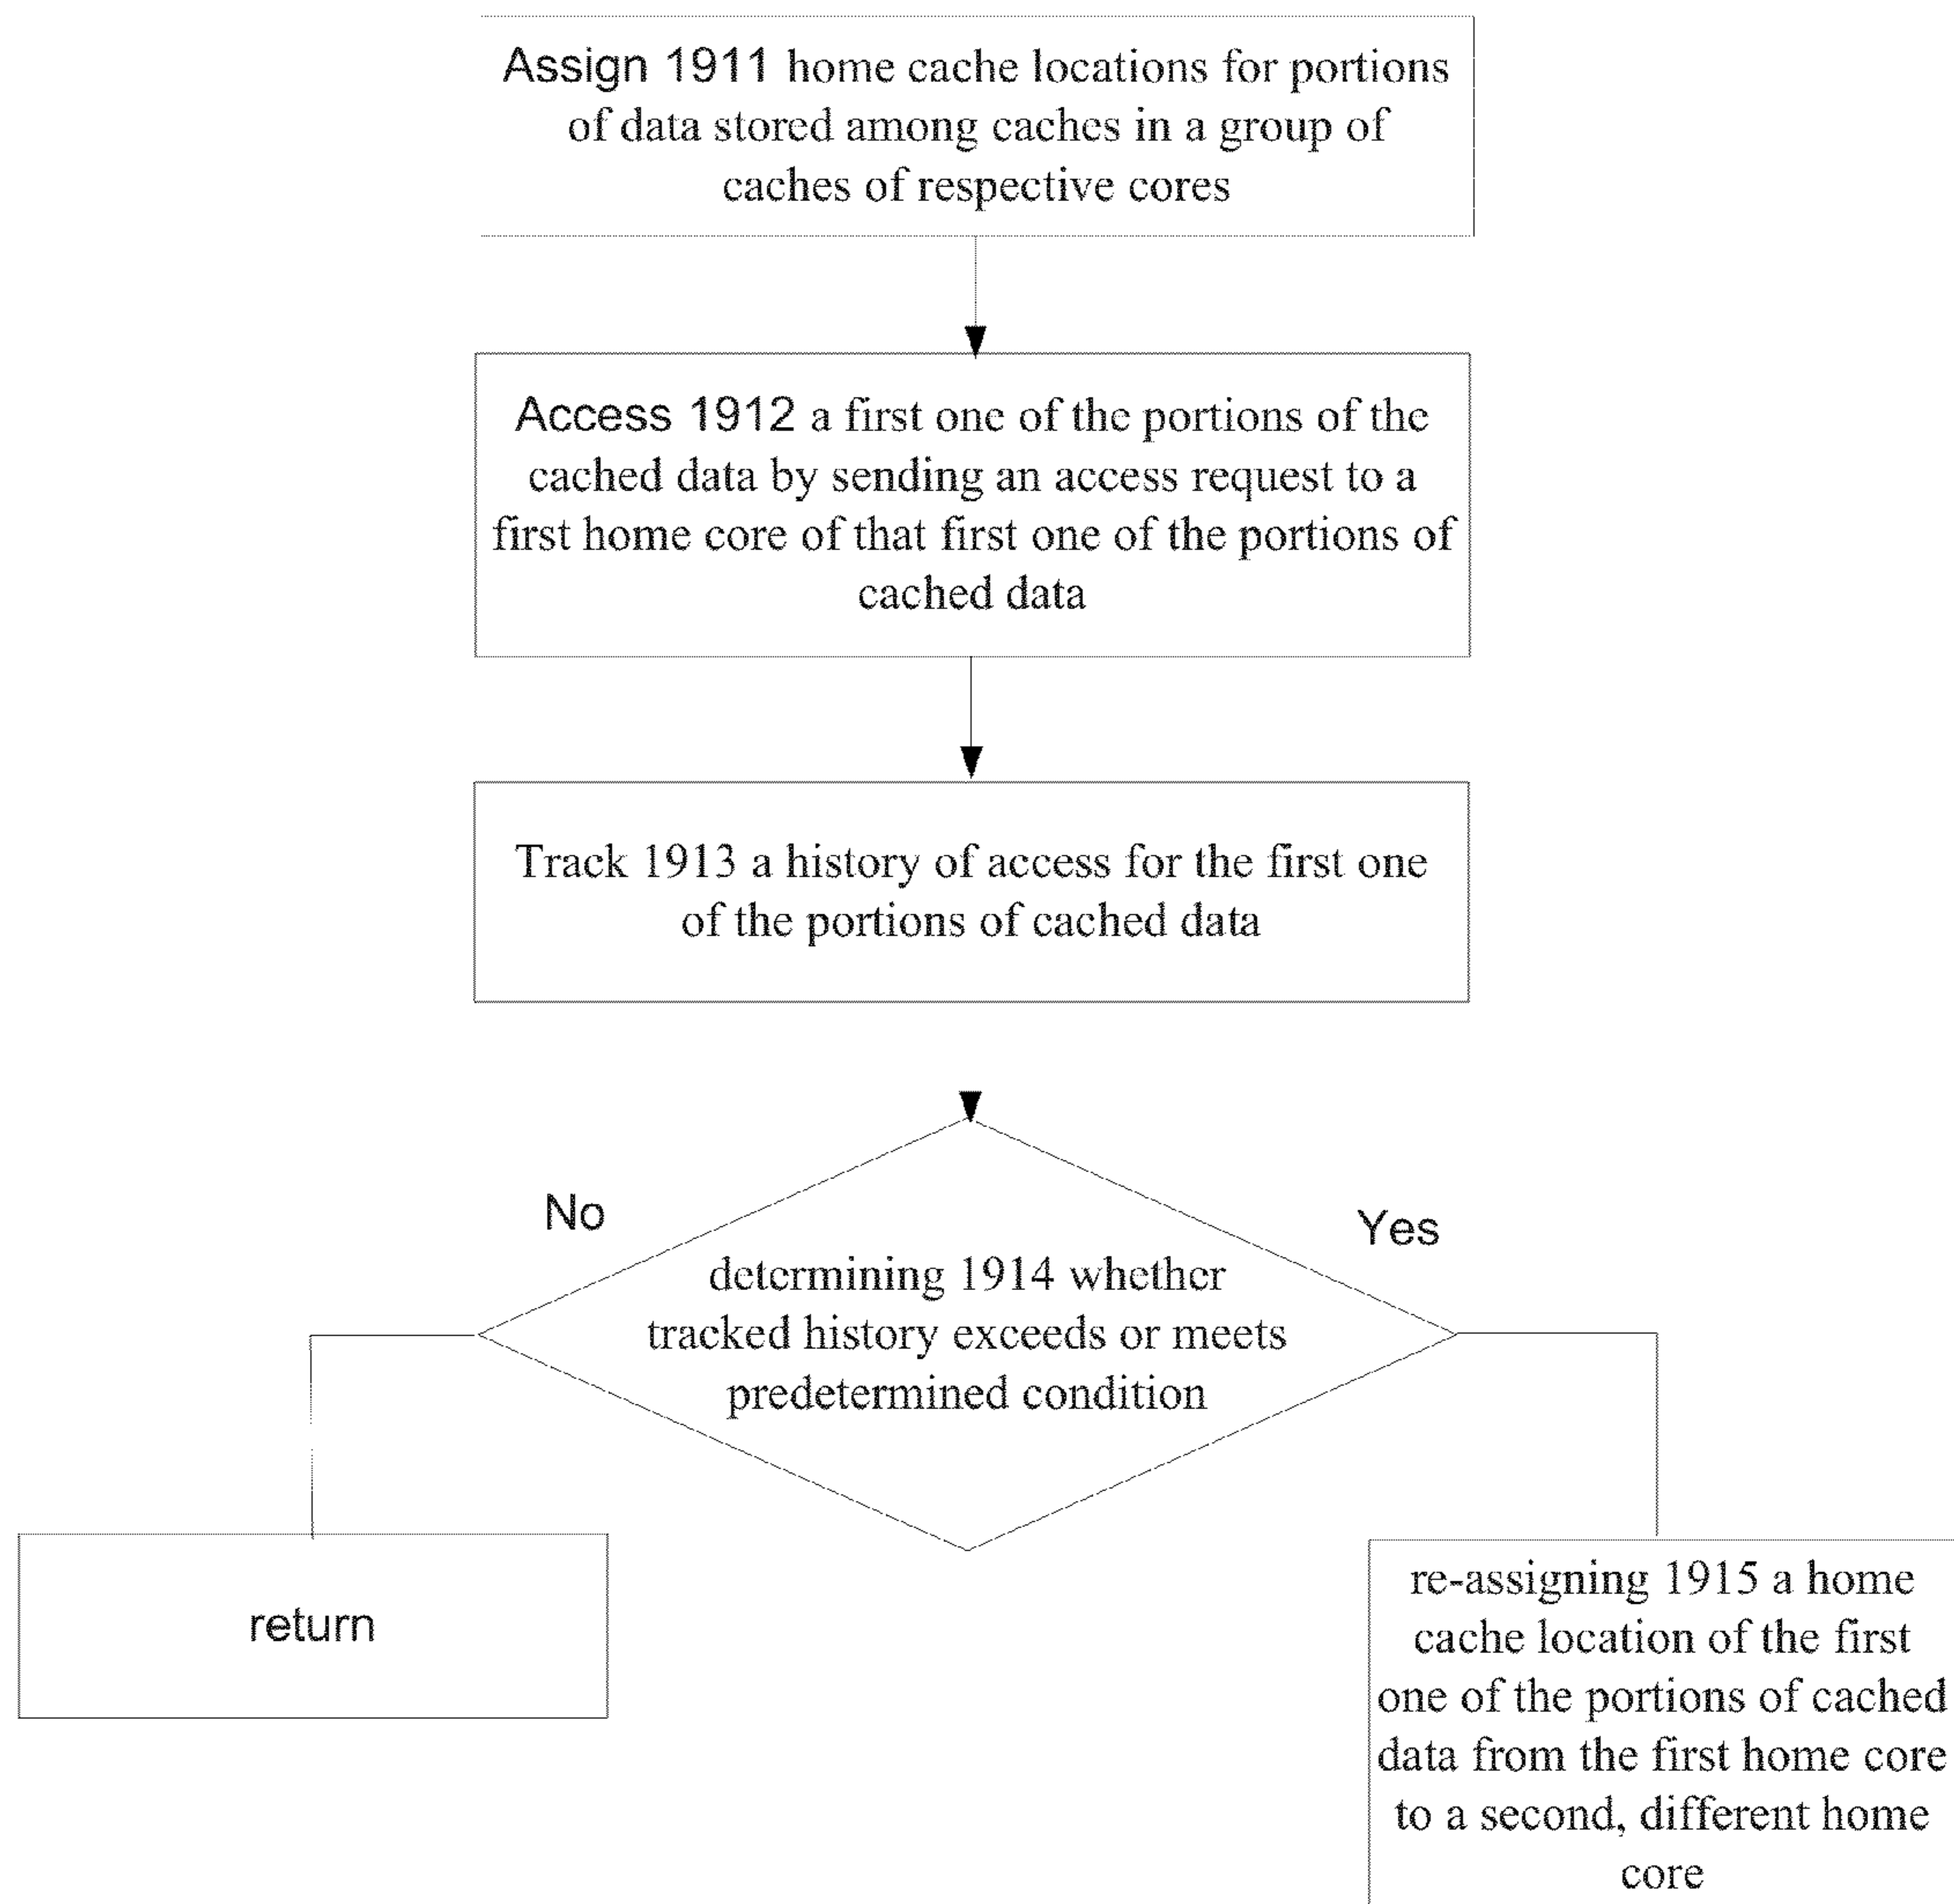 Assign 1911 home cache locations for portions
of data stored among caches in a group of
caches of respective cores
Access 1912 a first one of the portions of the
cached data by sending an access request to a
first home core of that first one of the portions of
cached data
Track 1913 a history of access for the first one
of the portions of cached data
No
Yes
determining 1914 whether
tracked history exceeds or meets
predetermined condition
return
re-assigning 1915 a home
cache location of the first
one of the portions of cached
data from the first home core
to a second, different home
core